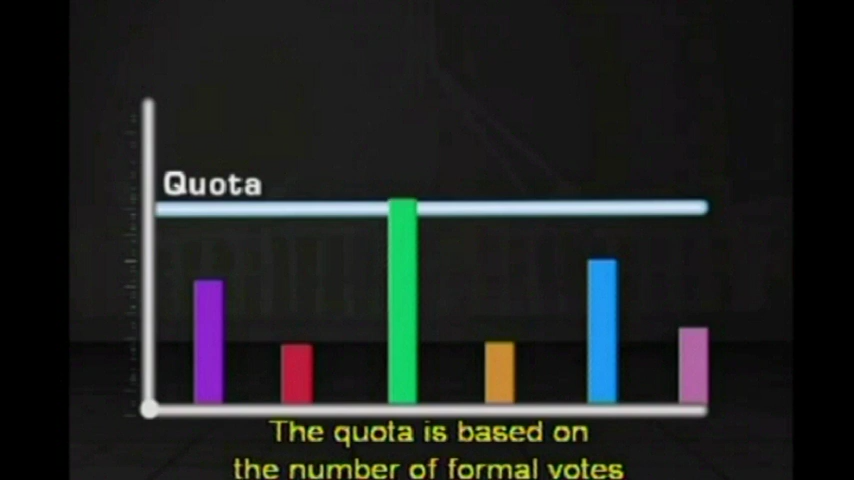 Quota
The quota is based on
the number of formal votes